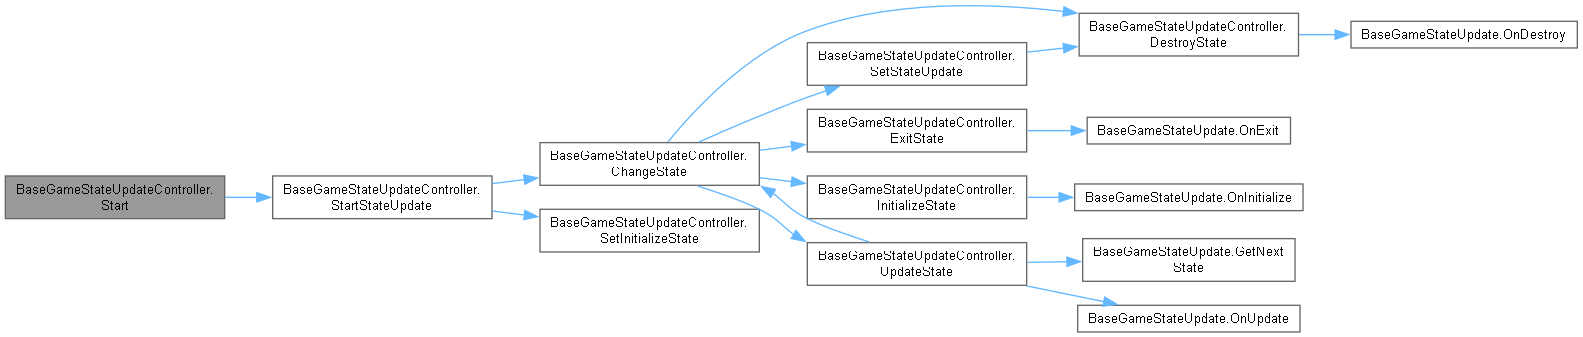 BaseGameStateUpdateController.
Start
BaseGameStateUpdateController.
StartStateUpdate
BaseGameStateUpdateController.
ChangeState
BaseGameStateUpdateController.
SetInitializeState
BaseGameStateUpdateController.
SetStateUpdate
BaseGameStateUpdateController.
ExitState
BaseGameStateUpdateController.
InitializeState
BaseGameStateUpdateController.
UpdateState
BaseGameStateUpdateController.
DestroyState
BaseGameStateUpdate.OnExit
BaseGameStateUpdate.OnInitialize
BaseGameStateUpdate.GetNext
State
BaseGameStateUpdate.OnUpdate
BaseGameStateUpdate.OnDestroy